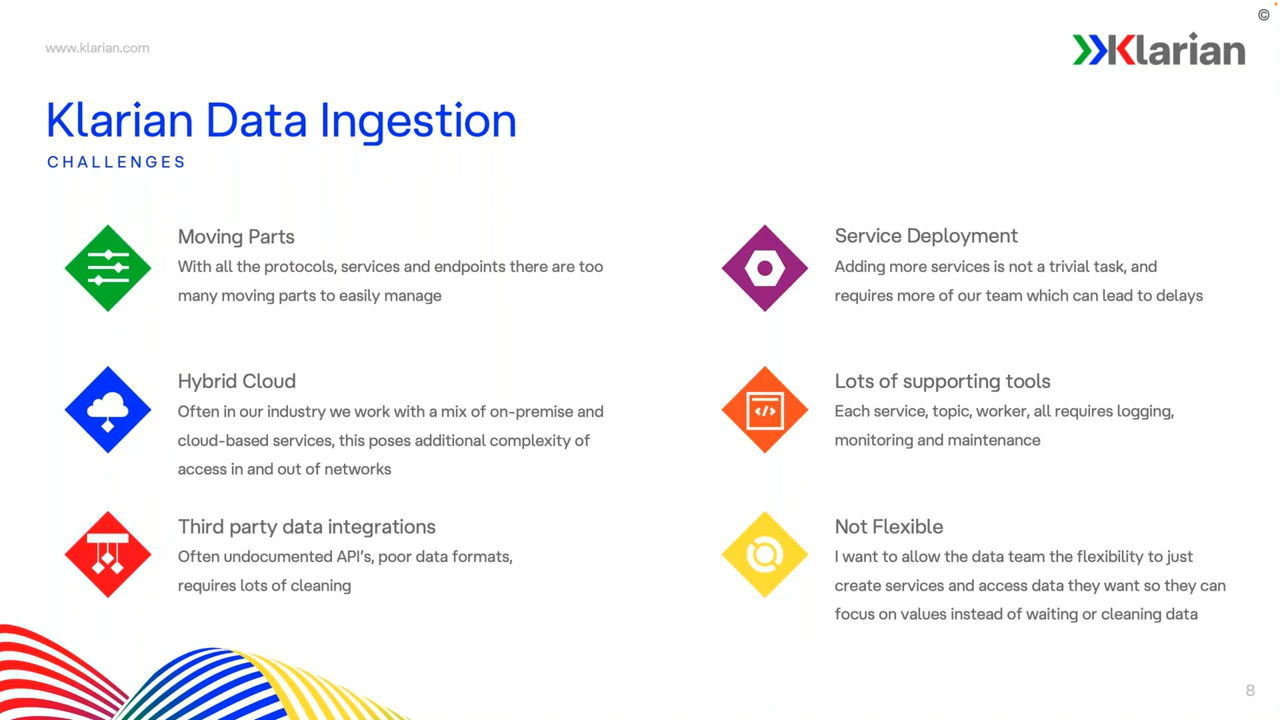 ©
www.klarian.com
Klarian
Klarian Data Ingestion
CHALLENGES
Moving Parts
With all the protocols, services and endpoints there are too
many moving parts to easily manage
Hybrid Cloud
Often in our industry we work with a mix of on-premise and
cloud-based services, this poses additional complexity of
access in and out of networks
Third party data integrations
Often undocumented API's, poor data formats,
requires lots of cleaning
Service Deployment
Adding more services is not a trivial task, and
requires more of our team which can lead to delays
Lots of supporting tools
Each service, topic, worker, all requires logging,
monitoring and maintenance
Not Flexible
I want to allow the data team the flexibility to just
create services and access data they want so they can
focus on values instead of waiting or cleaning data
8